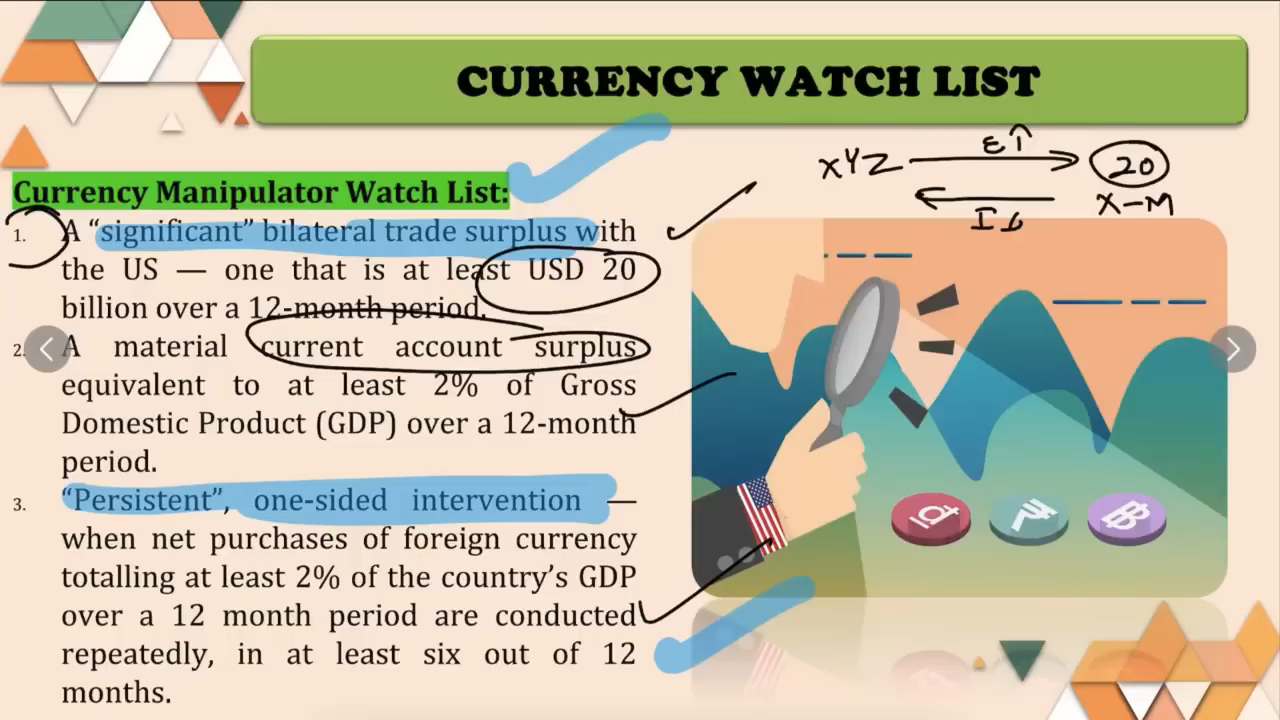 CURRENCY WATCH LIST
XYZ
E↑
20
I↓
X-M
Currency Manipulator Watch List:
1. A “significant” bilateral trade surplus with
the US — one that is at least USD 20
billion over a 12-month period.
2. A material current account surplus
equivalent to at least 2% of Gross
Domestic Product (GDP) over a 12-month
period.
3. “Persistent”, one-sided intervention —
when net purchases of foreign currency
totalling at least 2% of the country’s GDP
over a 12 month period are conducted
repeatedly, in at least six out of 12
months.